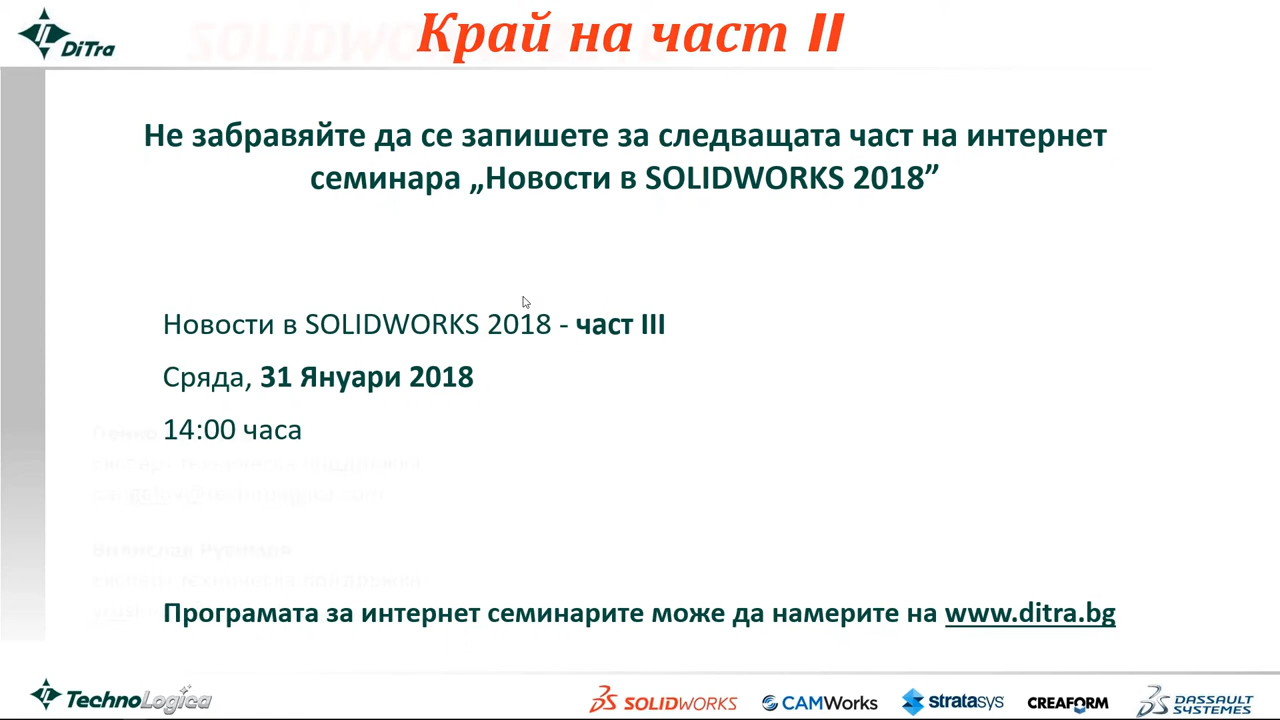 DiTra
Край на част II
Не забравяйте да се запишете за следващата част на интернет
семинара „Новости в SOLIDWORKS 2018”
Новости в SOLIDWORKS 2018 - част III
Сряда, 31 Януари 2018
14:00 часа
Програмата за интернет семинарите може да намерите на www.ditra.bg
TechnoLogica
SOLIDWORKS
CAMWorks
stratasys
CREAFORM
DASSAULT
SYSTEMES